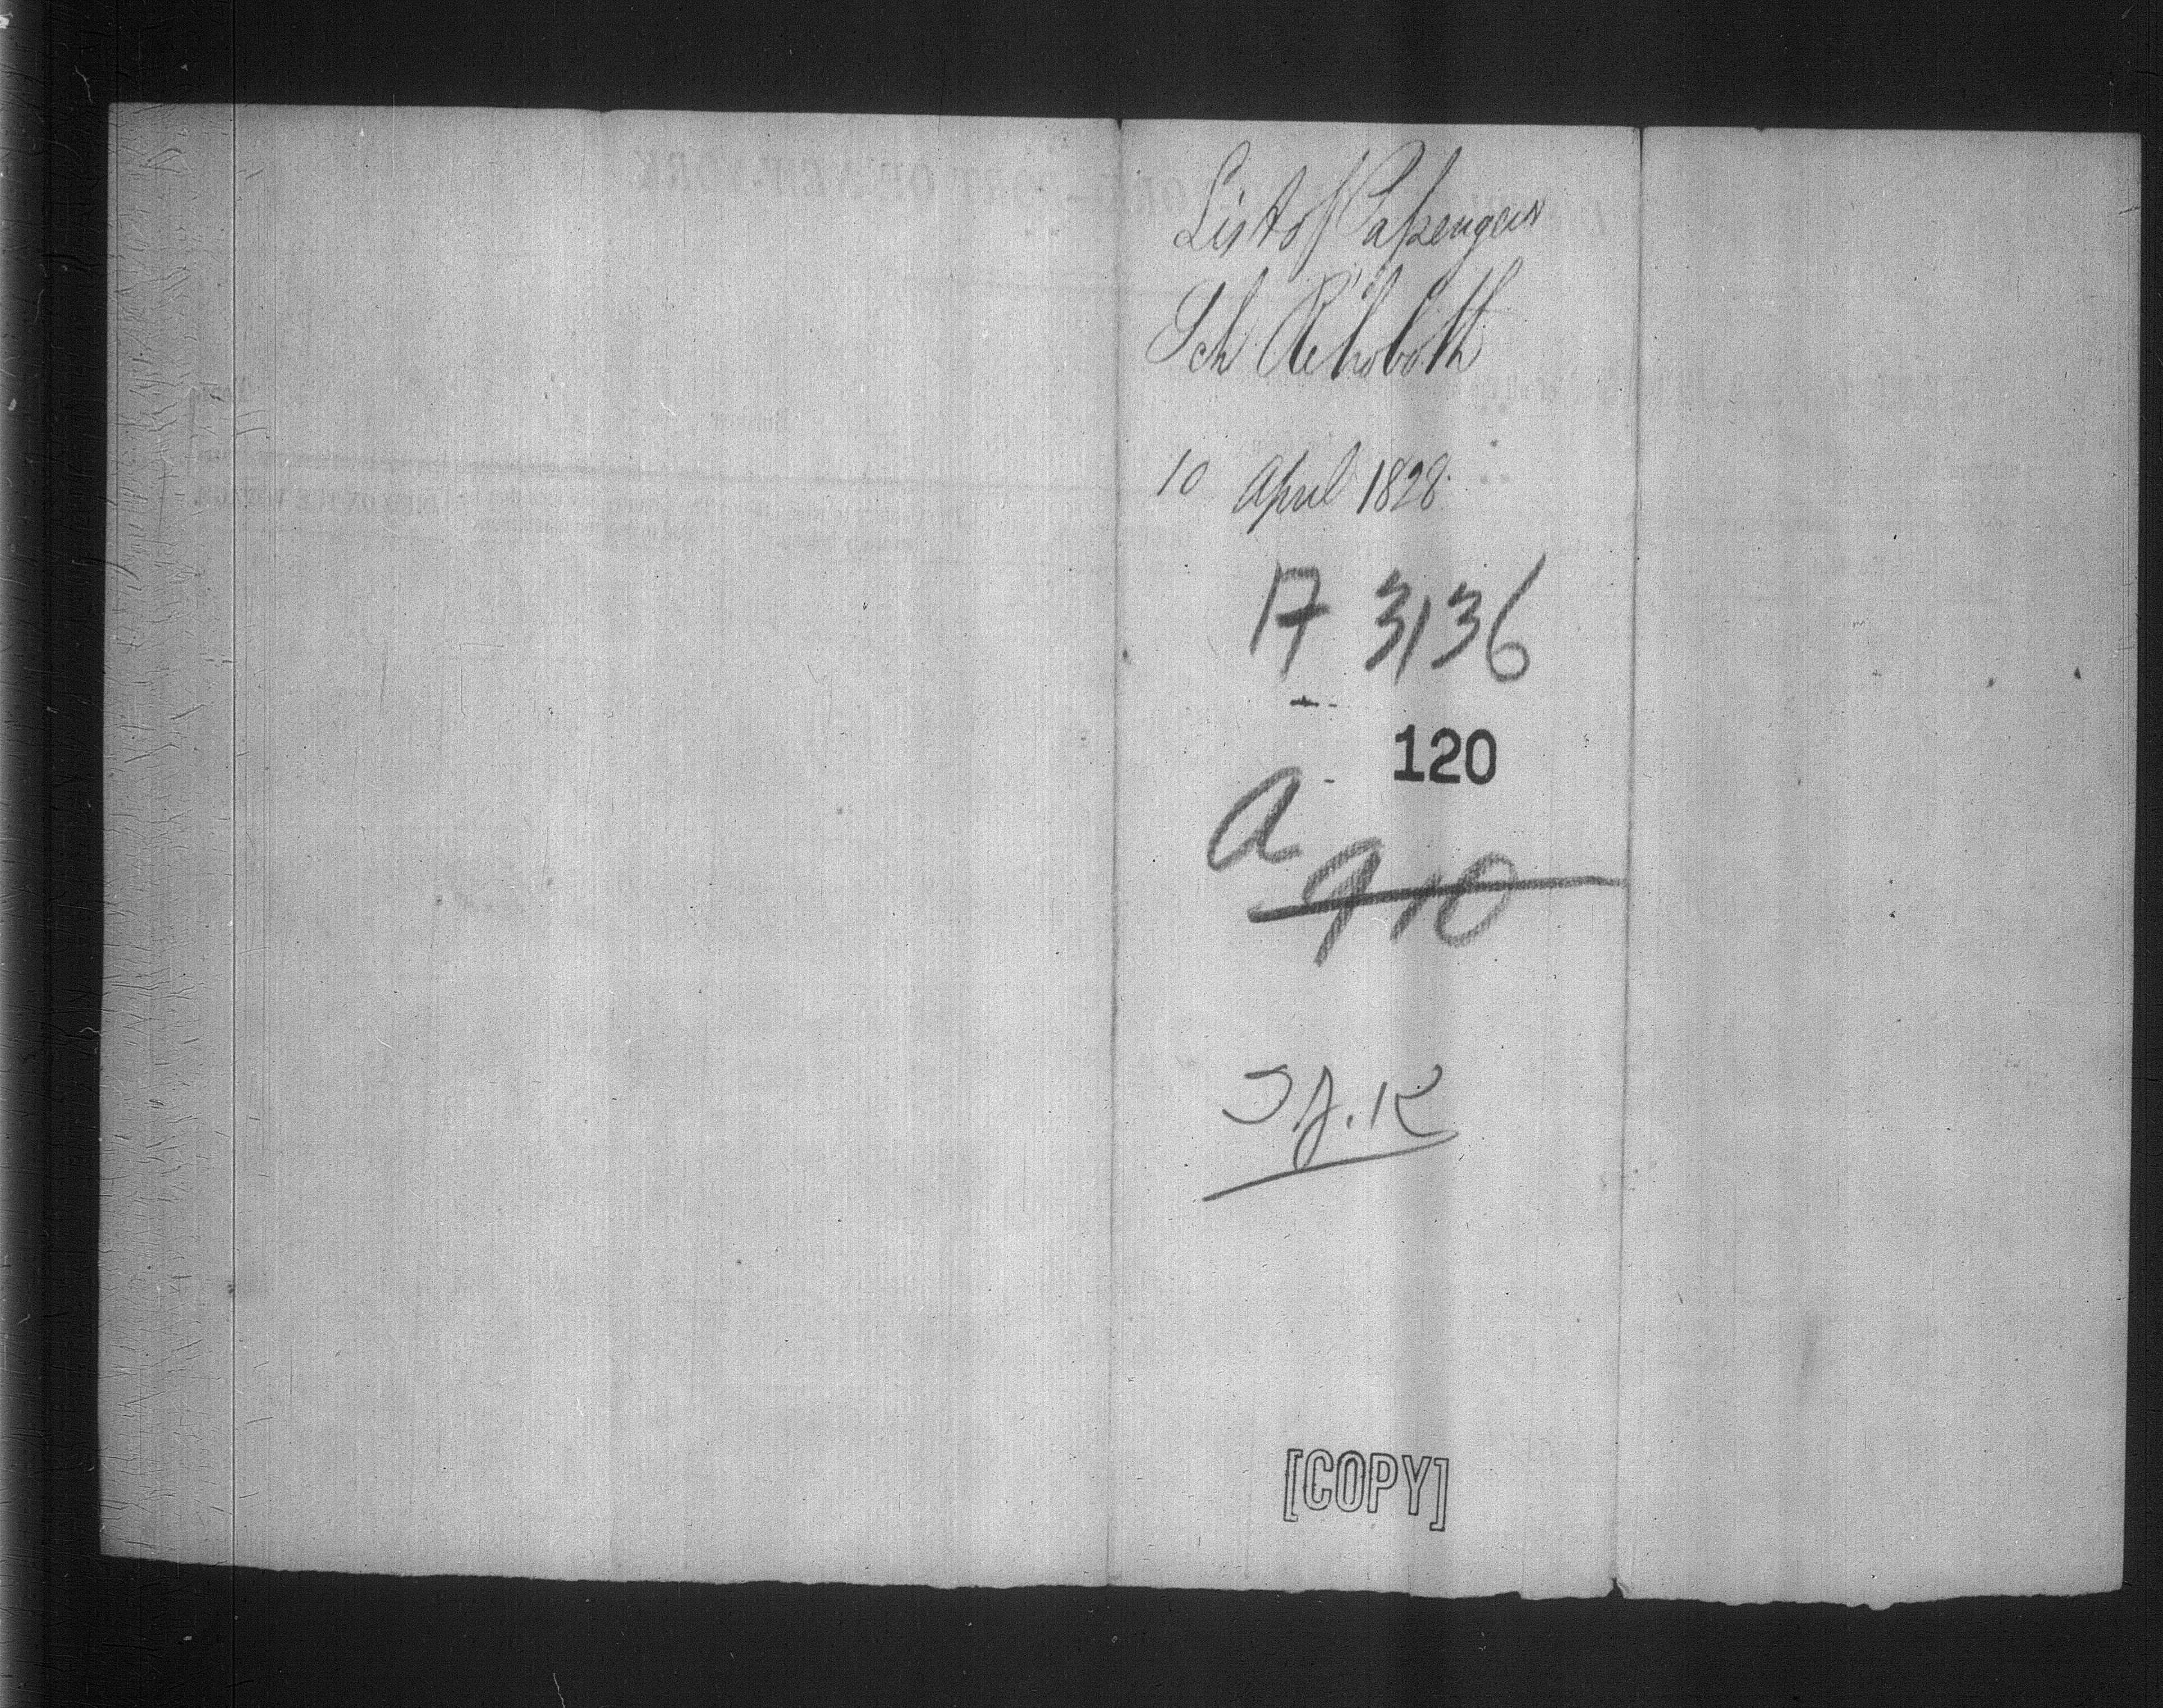 List of Passengers
Sch Rehoboth
10 April 1828
17 3136
120
a
910
J J. K
[COPY]